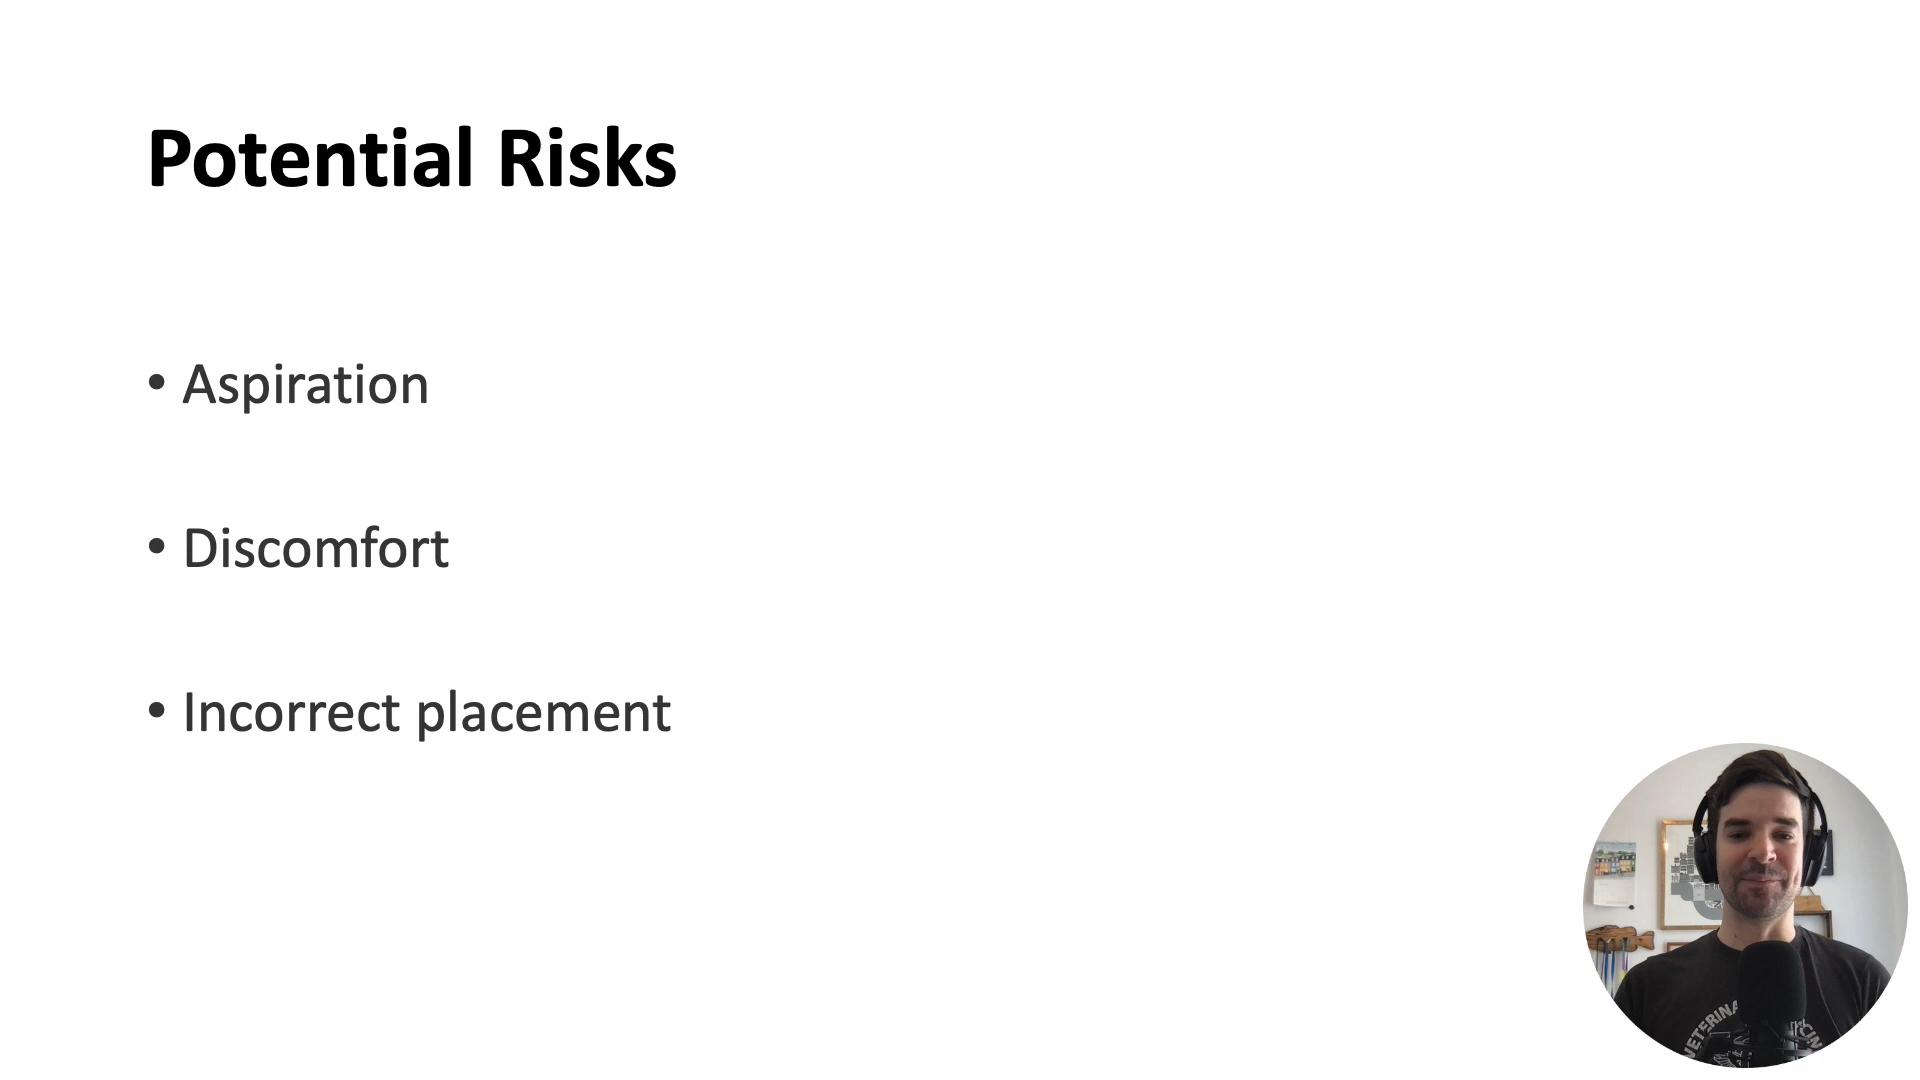 Potential Risks
• Aspiration
• Discomfort
• Incorrect placement